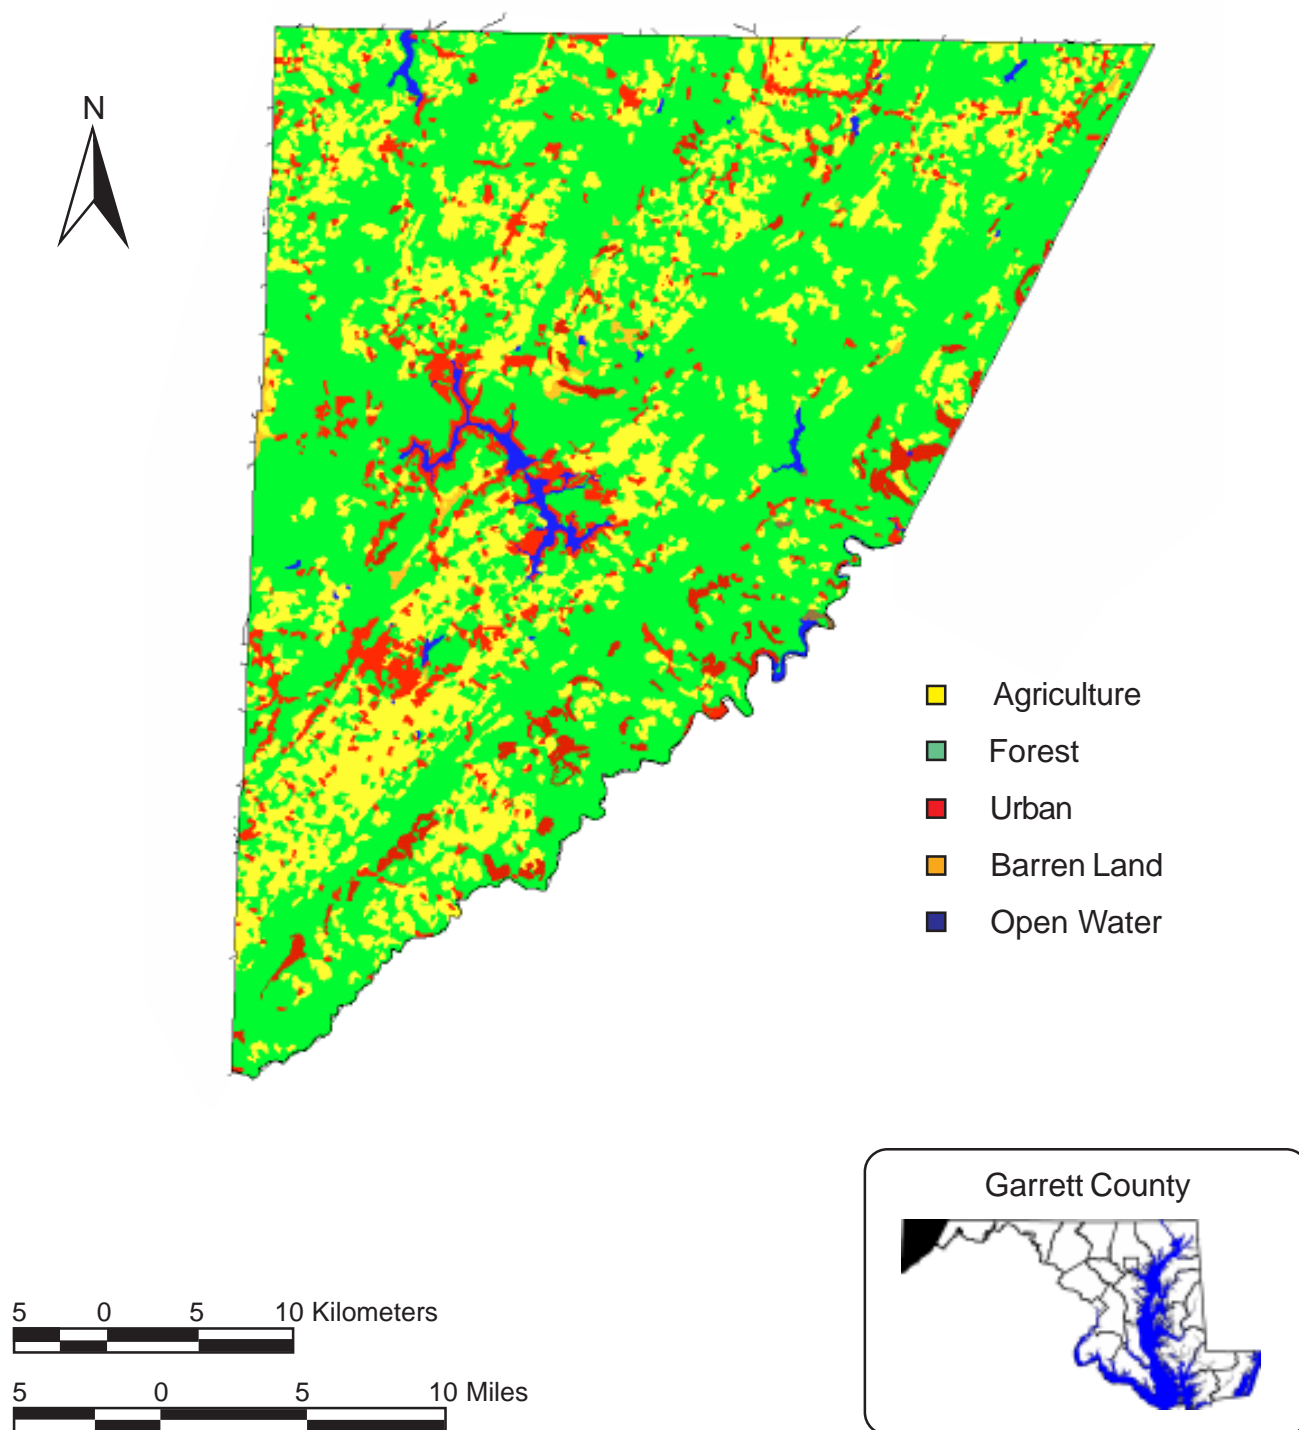 N
Agriculture
Forest
Urban
Barren Land
Open Water
Garrett County
5 0 5 10 Kilometers
5 0 5 10 Miles